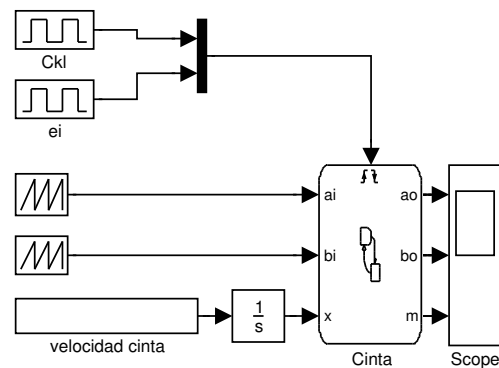 Ckl
ei
ai
ao
bi
bo
1
s
x
m
velocidad cinta
Cinta
Scope